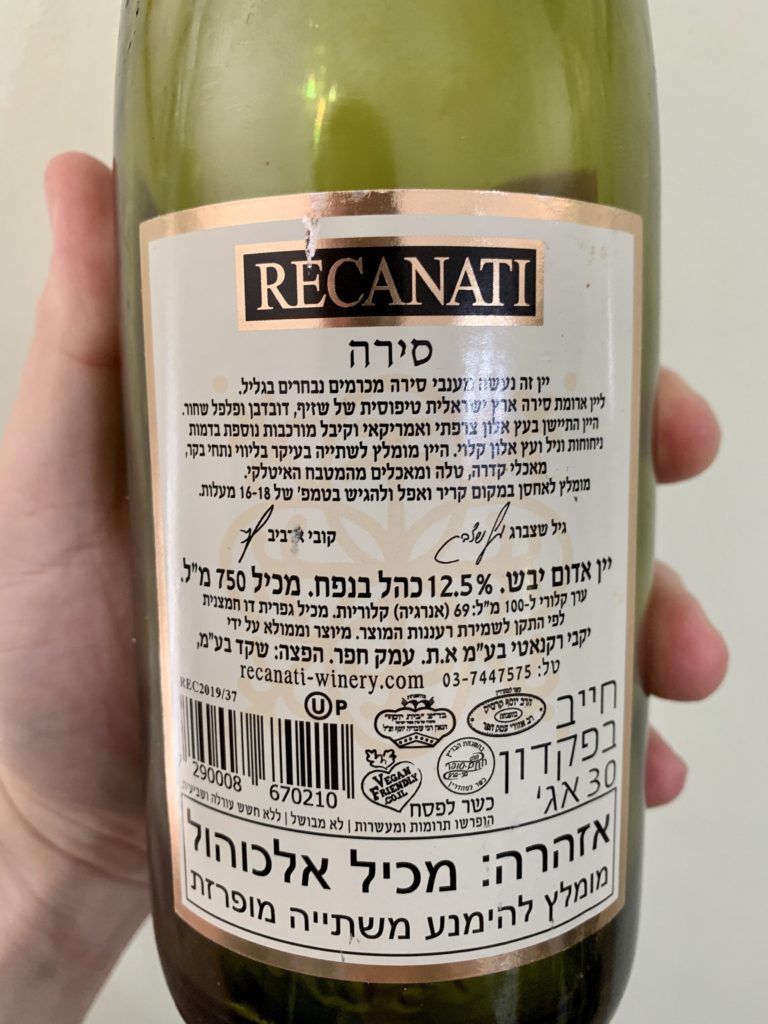 RECANATI
סירה
יין זה נעשה מענבי סירה מכרמים נבחרים בגליל.
ליין ארומת סירה ארץ ישראלית טיפוסית של שזיף, דובדבן ופלפל שחור.
היין התיישן בעץ אלון צרפתי ואמריקאי וקיבל מורכבות נוספת בדמות
ניחוחות וניל ועץ אלון קלוי. היין מומלץ לשתייה בעיקר בליווי נתחי בקר,
מאכלי קדרה, טלה ומאכלים מהמטבח האיטלקי.
מומלץ לאחסן במקום קריר ואפל ולהגיש בטמפ' של 16-18 מעלות.
גיל שצברג קובי ארביב
יין אדום יבש. 12.5% כהל בנפח. מכיל 750 מ"ל.
ערך קלורי ל-100 מ"ל: 69 (אנרגיה) קלוריות. מכיל גפרית דו חמצנית
לפי התקן לשמירת רעננות המוצר. מיוצר וממולא על ידי
יקבי רקנאטי בע"מ א.ת. עמק חפר. הפצה: שקד בע"מ,
טל: 03-7447575 recanati-winery.com
REC2019/37
U P
בד"צ "בית יוסף"
חייב
בפקדון
30 אג'
VEGAN
FRIENDLY
.CO.IL
7 290008 670210
כשר לפסח
הופרשו תרומות ומעשרות | לא מבושל | ללא חשש עורלה ושביעית
אזהרה: מכיל אלכוהול
מומלץ להימנע משתייה מופרזת